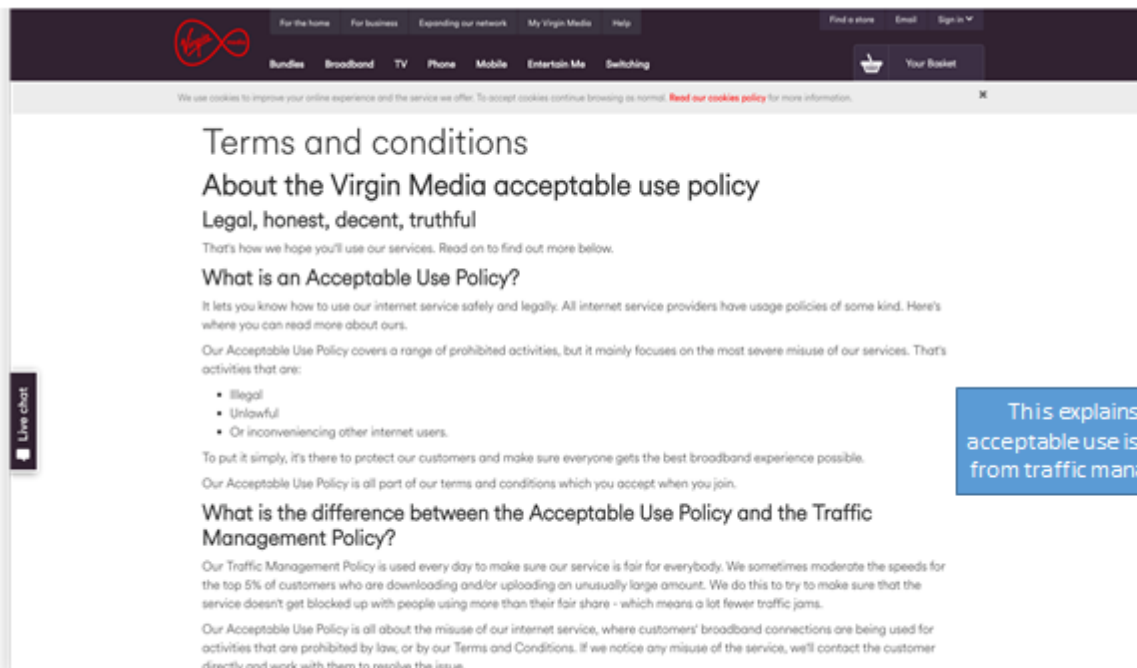 For the home For business Expanding our network My Virgin Media Help Find a store Email Sign in
Virgin media
Bundles Broadband TV Phone Mobile Entertain Me Switching Your Basket
We use cookies to improve your online experience and the service we offer. To accept cookies continue browsing as normal. Read our cookies policy for more information.
Terms and conditions
About the Virgin Media acceptable use policy
Legal, honest, decent, truthful
That's how we hope you'll use our services. Read on to find out more below.
What is an Acceptable Use Policy?
It lets you know how to use our internet service safely and legally. All internet service providers have usage policies of some kind. Here's
where you can read more about ours.
Our Acceptable Use Policy covers a range of prohibited activities, but it mainly focuses on the most severe misuse of our services. That's
activities that are:
Illegal
Unlawful
Or inconveniencing other internet users.
To put it simply, it's there to protect our customers and make sure everyone gets the best broadband experience possible.
Our Acceptable Use Policy is all part of our terms and conditions which you accept when you join.
What is the difference between the Acceptable Use Policy and the Traffic
Management Policy?
Our Traffic Management Policy is used every day to make sure our service is fair for everybody. We sometimes moderate the speeds for
the top 5% of customers who are downloading and/or uploading an unusually large amount. We do this to try to make sure that the
service doesn't get blocked up with people using more than their fair share - which means a lot fewer traffic jams.
Our Acceptable Use Policy is all about the misuse of our internet service, where customers' broadband connections are being used for
activities that are prohibited by law, or by our Terms and Conditions. If we notice any misuse of the service, we'll contact the customer
directly and work with them to resolve the issue.
Live chat
This explains
acceptable use is
from traffic mana